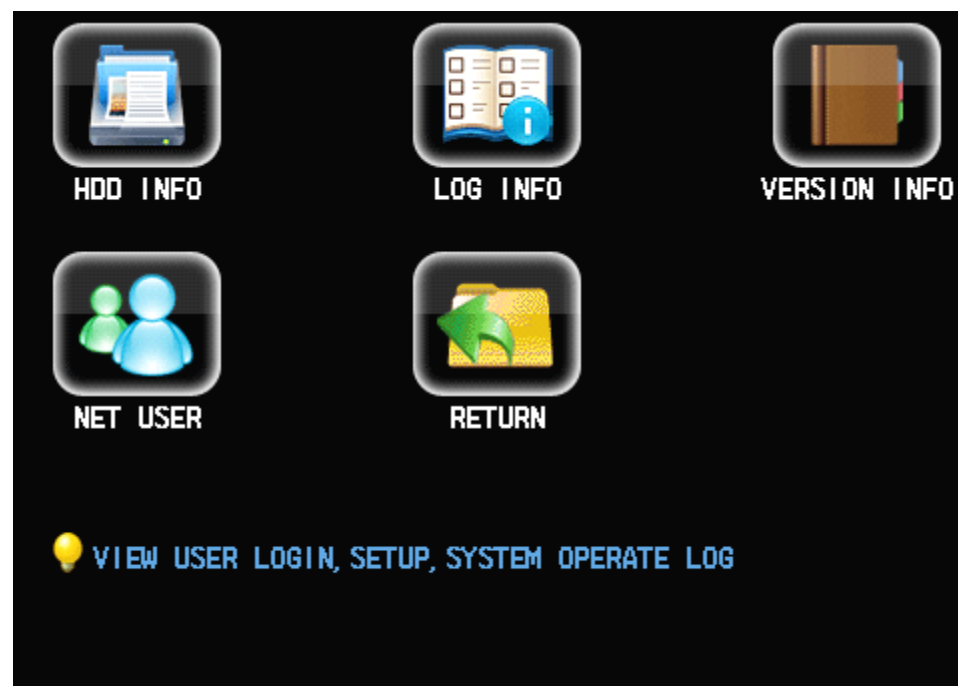 HDD INFO
LOG INFO
VERSION INFO
NET USER
RETURN
VIEW USER LOGIN, SETUP, SYSTEM OPERATE LOG